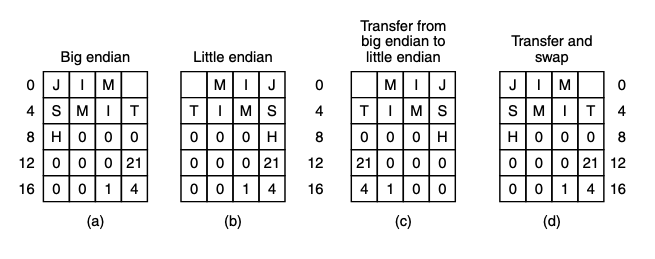 Big endian
0 J I M
4 S M I T
8 H 0 0 0
12 0 0 0 21
16 0 0 1 4
(a)
Little endian
M I J 0
T I M S 4
0 0 0 H 8
0 0 0 21 12
0 0 1 4 16
(b)
Transfer from
big endian to
little endian
M I J
T I M S
0 0 0 H
21 0 0 0
4 1 0 0
(c)
Transfer and
swap
J I M 0
S M I T 4
H 0 0 0 8
0 0 0 21 12
0 0 1 4 16
(d)